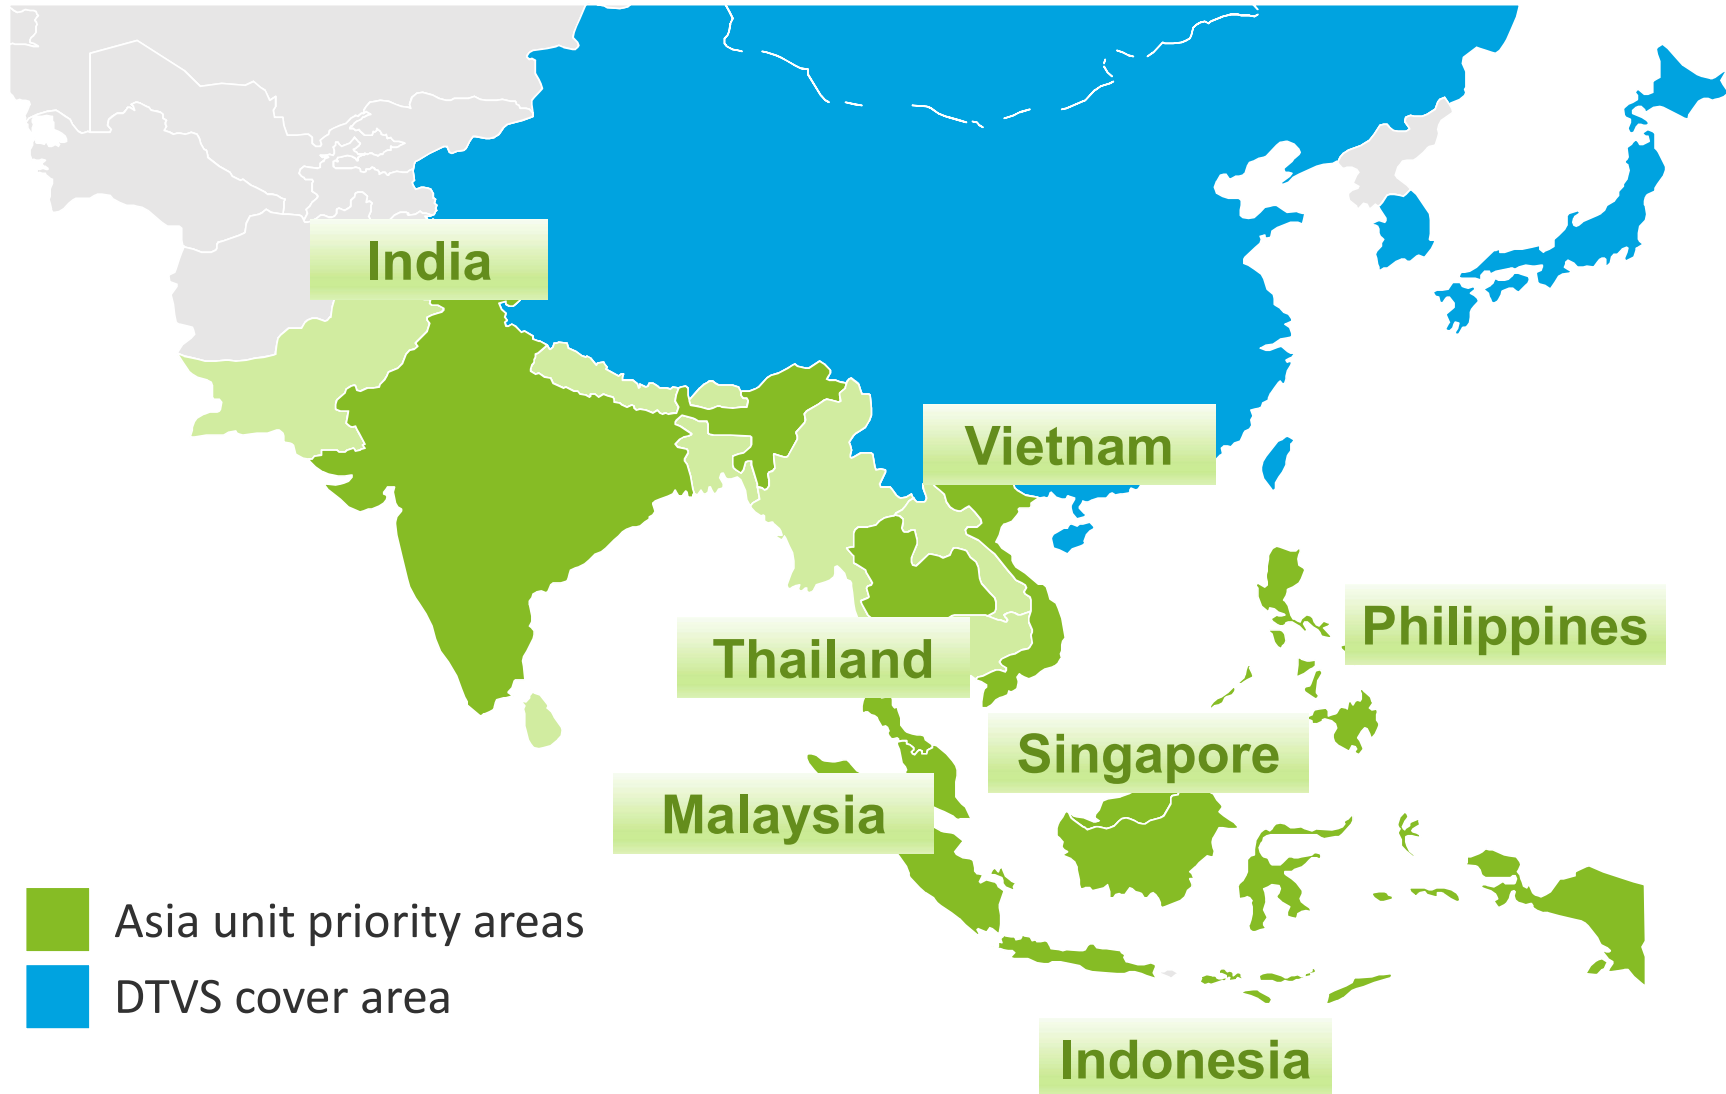 India
Vietnam
Philippines
Thailand
Singapore
Malaysia
Asia unit priority areas
DTVS cover area
Indonesia